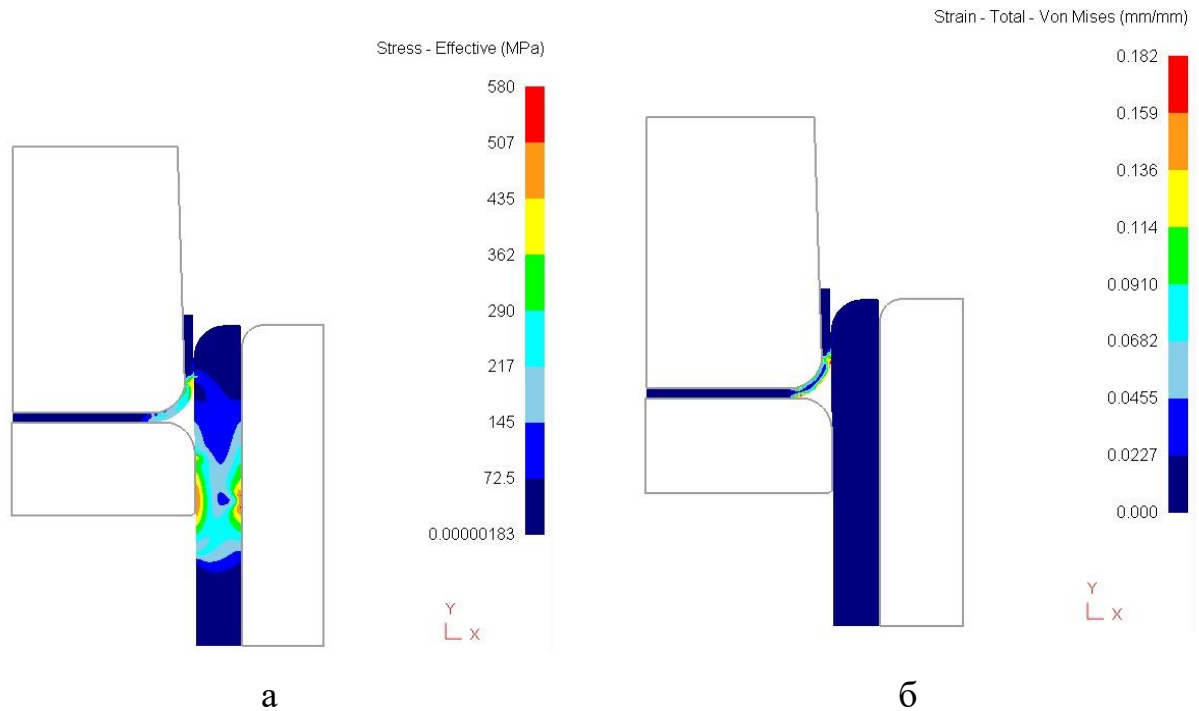 Stress - Effective (MPa)
580
507
435
362
290
217
145
72.5
0.00000183
Y
X
а
Strain - Total - Von Mises (mm/mm)
0.182
0.159
0.136
0.114
0.0910
0.0682
0.0455
0.0227
0.000
Y
X
б